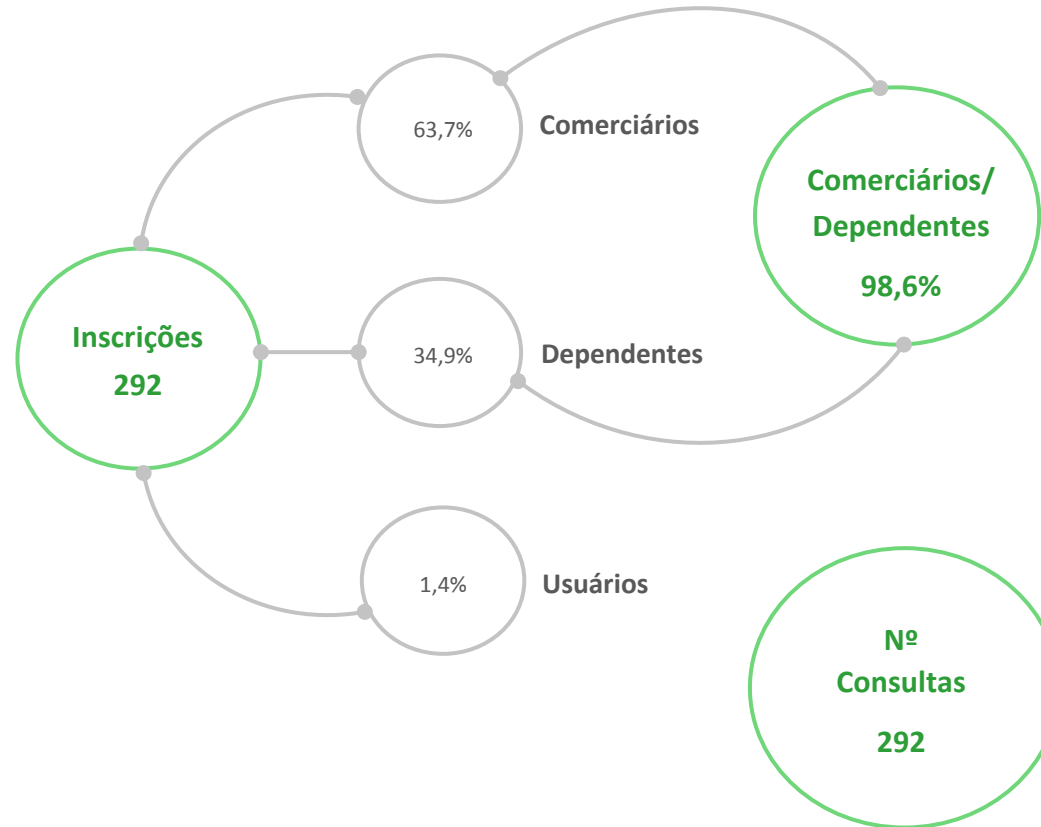 63,7%
Comerciários
Comerciários/
Dependentes
98,6%
Inscrições
292
34,9%
Dependentes
1,4%
Usuários
Nº
Consultas
292